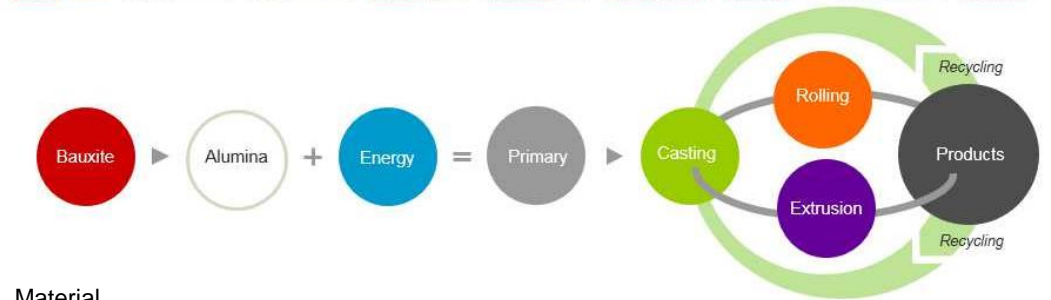 Bauxite
Alumina
+
Energy
=
Primary
Casting
Rolling
Extrusion
Recycling
Products
Recycling
Material